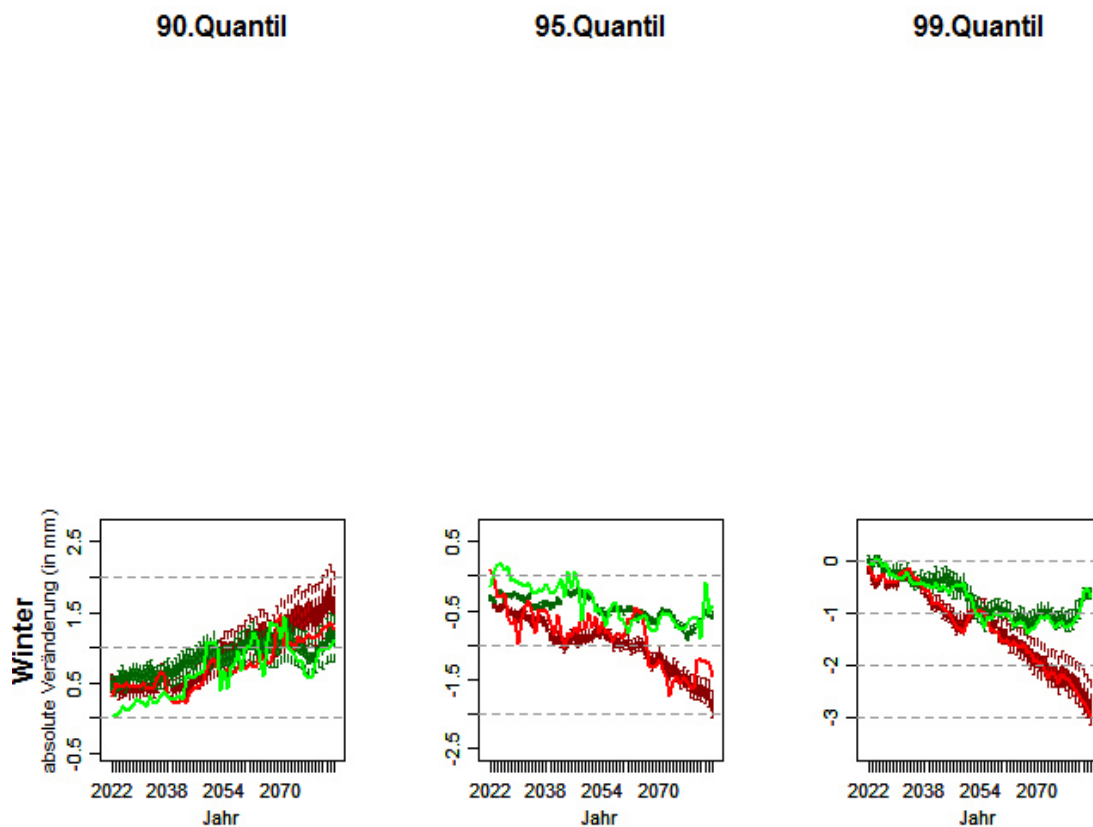 90.Quantil 95.Quantil 99.Quantil
Winter
absolute Veränderung (in mm)
2.5
1.5
0.5
-0.5
2022 2038 2054 2070
Jahr
0.5
-0.5
-1.5
-2.5
2022 2038 2054 2070
Jahr
0
-1
-2
-3
2022 2038 2054 2070
Jahr